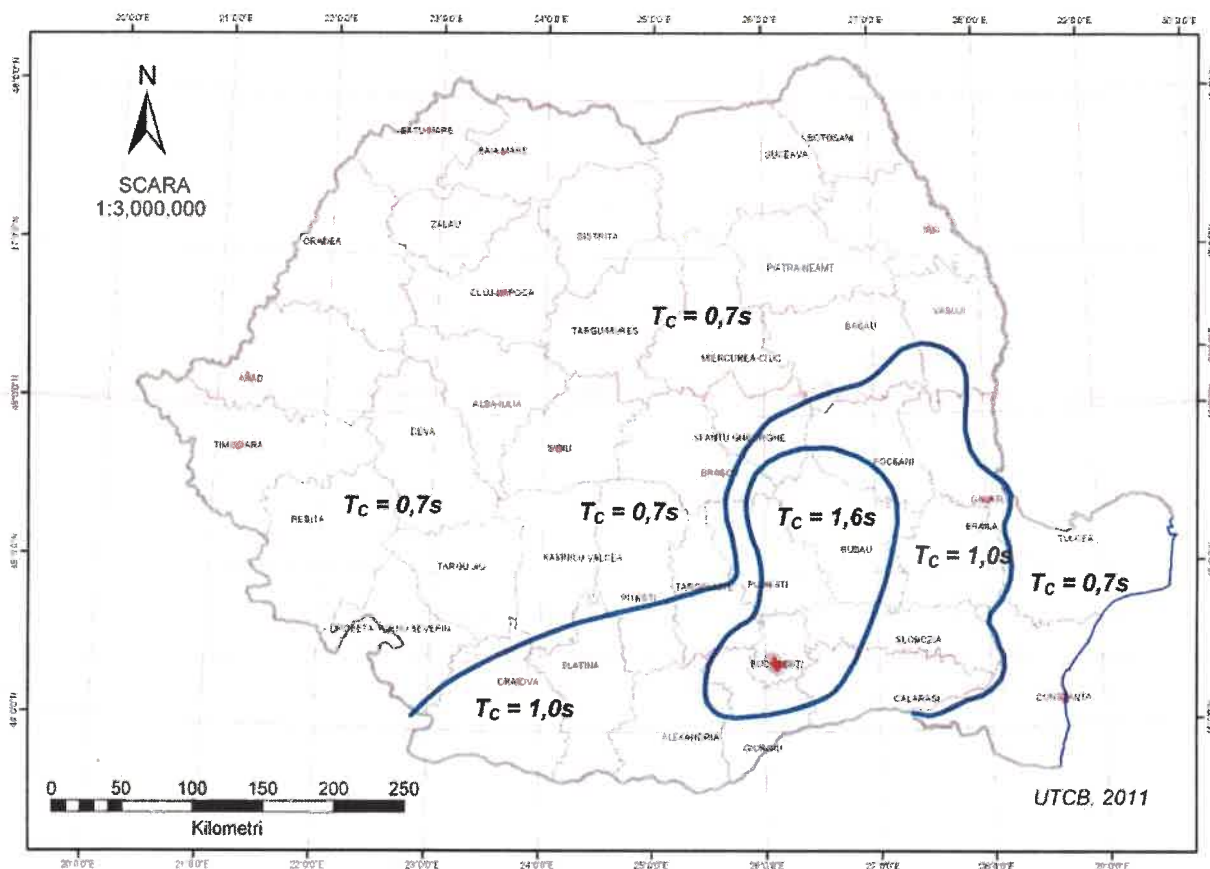 N
SCARA
1:3,000,000
SATU-MARE
BAIA-MARE
BOTOSANI
SUCEAVA
ZALAU
ORADEA
BISTRITA
IASI
PIATRA-NEAMT
CLUJ-NAPOCA
TARGU-MURES
T_C = 0,7s
BACAU
VASLUI
MIERCUREA-CIUC
ARAD
ALBA-IULIA
DEVA
TIMISOARA
SIBIU
SFANTU GHEORGHE
BRASOV
FOCSANI
GALATI
T_C = 0,7s
T_C = 0,7s
T_C = 1,6s
RESITA
BRAILA
TULCEA
BUZAU
T_C = 1,0s
T_C = 0,7s
RAMNICU VALCEA
TARGU JIU
PITESTI
TARGOVISTE
PLOIESTI
DROBETA TURNU SEVERIN
SLOBOZIA
SLATINA
BUCURESTI
CRAIOVA
CALARASI
CONSTANTA
T_C = 1,0s
ALEXANDRIA
GIURGIU
0 50 100 150 200 250
Kilometri
UTCB, 2011